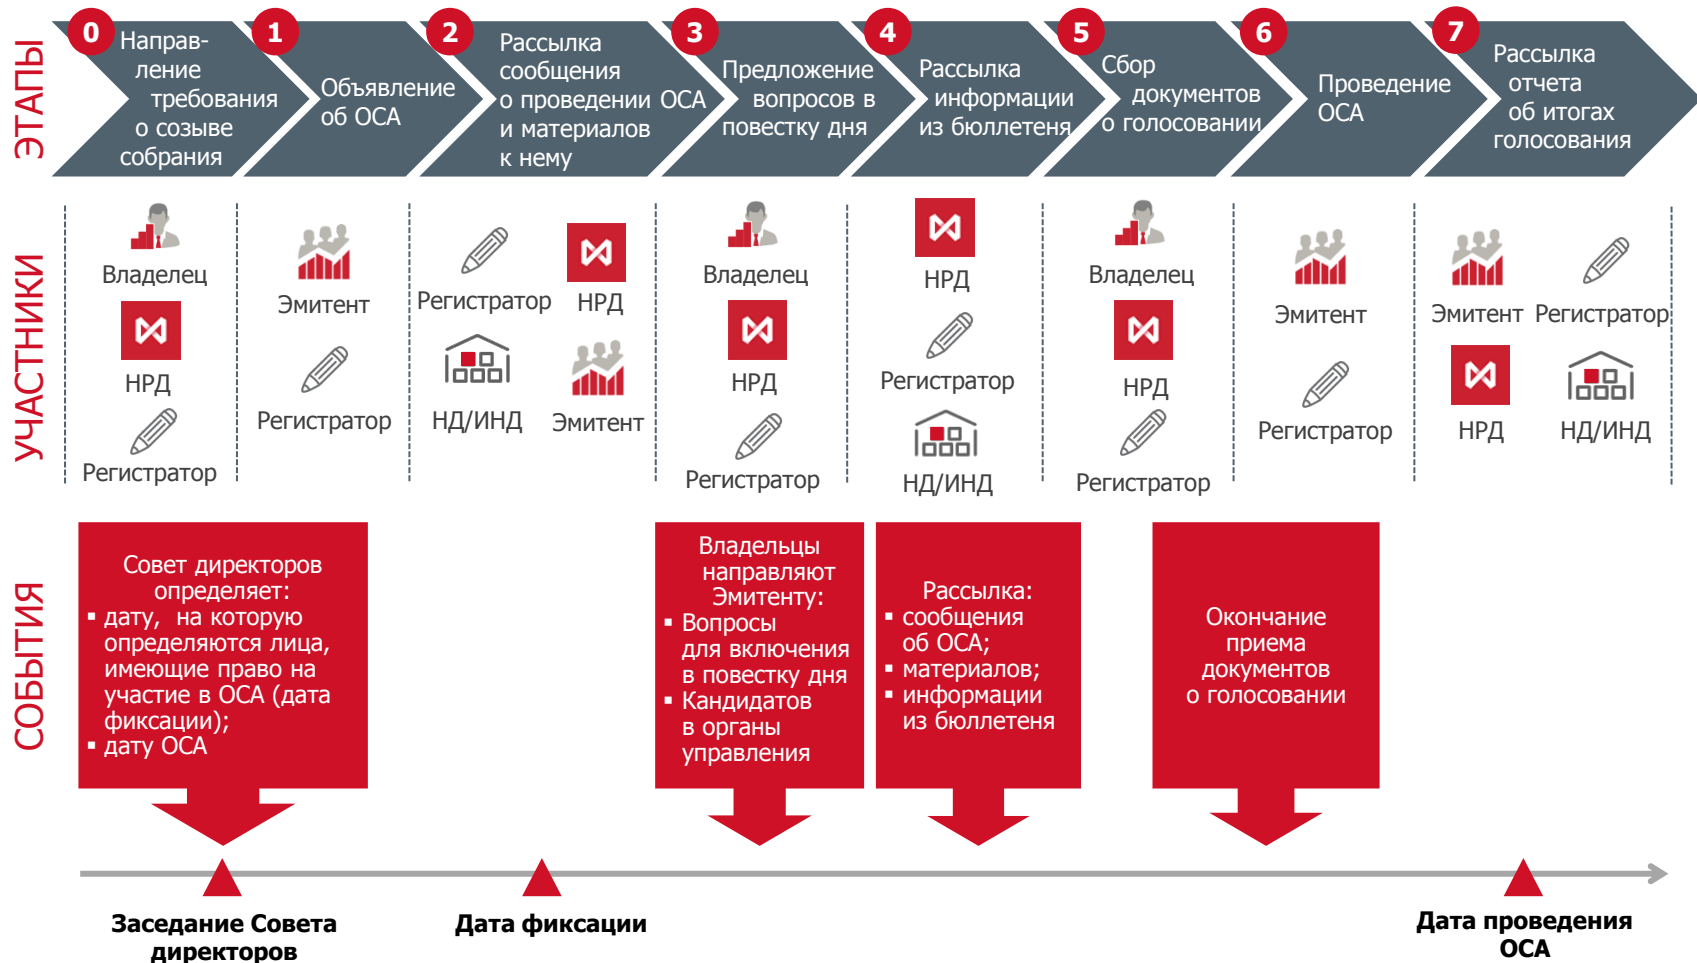 ЭТАПЫ
0
Направ-
ление
требования
о созыве
собрания
1
Объявление
об ОСА
2
Рассылка
сообщения
о проведении ОСА
и материалов
к нему
3
Предложение
вопросов в
повестку дня
4
Рассылка
информации
из бюллетеня
5
Сбор
документов
о голосовании
6
Проведение
ОСА
7
Рассылка
отчета
об итогах
голосования
УЧАСТНИКИ
Владелец
НРД
Регистратор
Эмитент
Регистратор
Регистратор
НРД
НД/ИНД
Эмитент
Владелец
НРД
Регистратор
НРД
Регистратор
НД/ИНД
Владелец
НРД
Регистратор
Эмитент
Регистратор
Эмитент
Регистратор
НРД
НД/ИНД
СОБЫТИЯ
Совет директоров
определяет:
▪ дату, на которую
определяются лица,
имеющие право на
участие в ОСА (дата
фиксации);
▪ дату ОСА
Владельцы
направляют
Эмитенту:
▪ Вопросы
для включения
в повестку дня
▪ Кандидатов
в органы
управления
Рассылка:
▪ сообщения
об ОСА;
▪ материалов;
▪ информации
из бюллетеня
Окончание
приема
документов
о голосовании
Заседание Совета
директоров
Дата фиксации
Дата проведения
ОСА